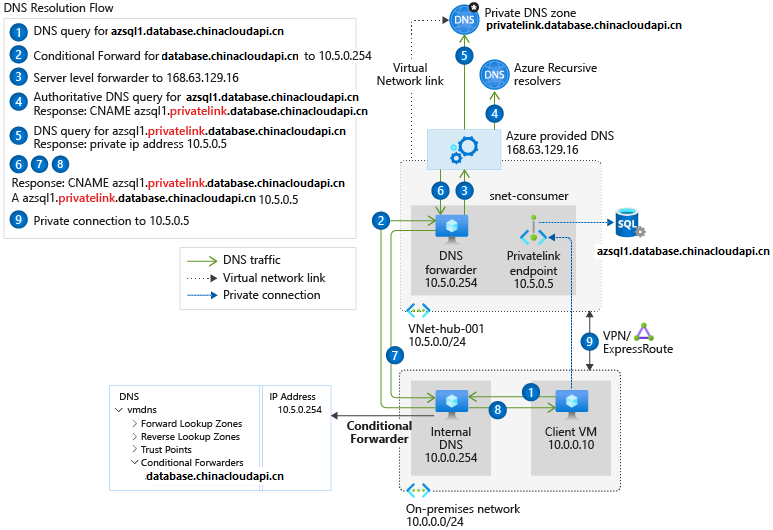 DNS Resolution Flow
1 DNS query for azsql1.database.chinacloudapi.cn
2 Conditional Forward for database.chinacloudapi.cn to 10.5.0.254
3 Server level forwarder to 168.63.129.16
4 Authoritative DNS query for azsql1.database.chinacloudapi.cn
Response: CNAME azsql1.privatelink.database.chinacloudapi.cn
5 DNS query for azsql1.privatelink.database.chinacloudapi.cn
Response: private ip address 10.5.0.5
6 7 8
Response: CNAME azsql1.privatelink.database.chinacloudapi.cn
A azsql1.privatelink.database.chinacloudapi.cn 10.5.0.5
9 Private connection to 10.5.0.5
DNS traffic
Virtual network link
Private connection
DNS
Private DNS zone
privatelink.database.chinacloudapi.cn
5
Virtual
Network link
DNS
Azure Recursive
resolvers
4
Azure provided DNS
168.63.129.16
6
3
snet-consumer
2
DNS
forwarder
10.5.0.254
Privatelink
endpoint
10.5.0.5
SQL
azsql1.database.chinacloudapi.cn
VNet-hub-001
10.5.0.0/24
7
9
VPN/
ExpressRoute
1
8
Internal
DNS
10.0.0.254
Client VM
10.0.0.10
On-premises network
10.0.0.0/24
Conditional
Forwarder
DNS
IP Address
vmdns
10.5.0.254
Forward Lookup Zones
Reverse Lookup Zones
Trust Points
Conditional Forwarders
.database.chinacloudapi.cn